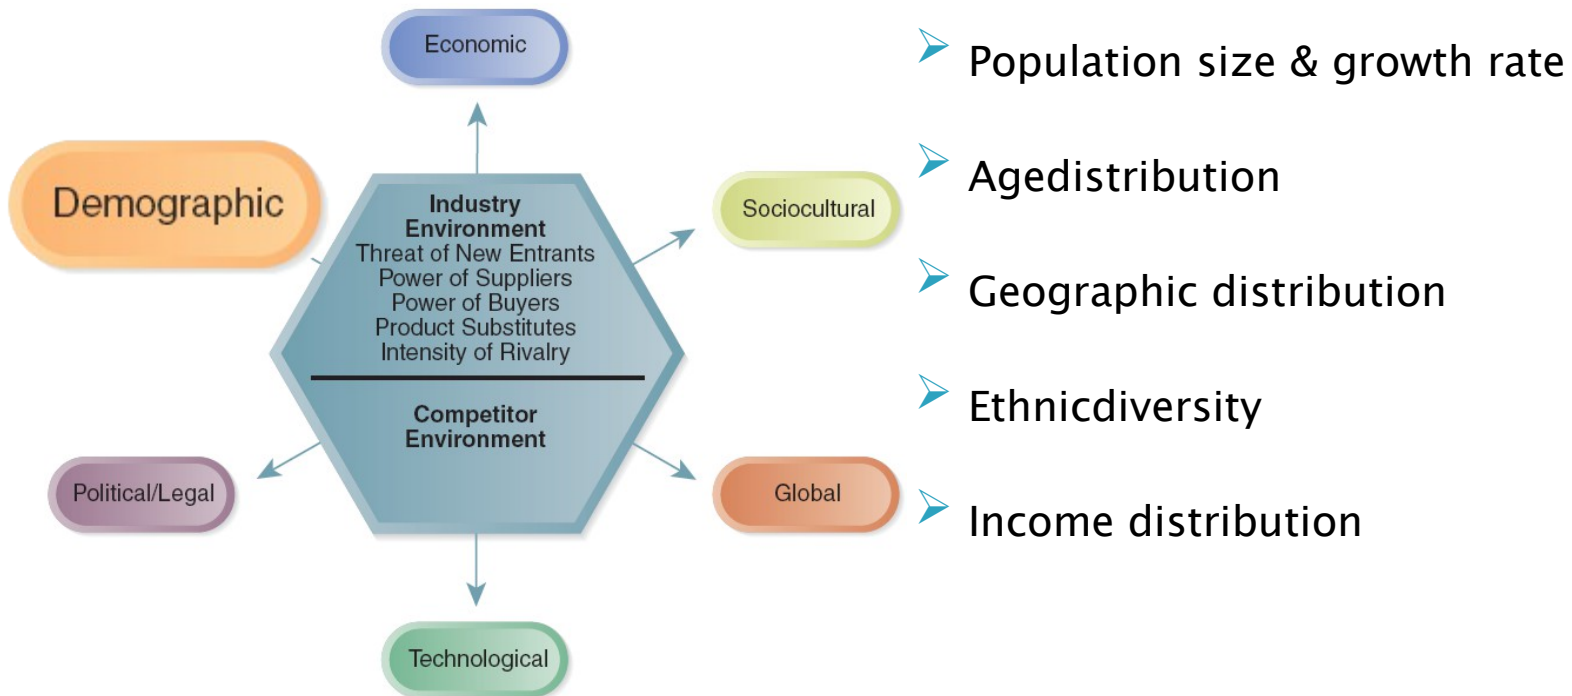 Economic
Demographic
Industry
Environment
Threat of New Entrants
Power of Suppliers
Power of Buyers
Product Substitutes
Intensity of Rivalry
Competitor
Environment
Sociocultural
Political/Legal
Global
Technological
Population size & growth rate
Agedistribution
Geographic distribution
Ethnicdiversity
Income distribution